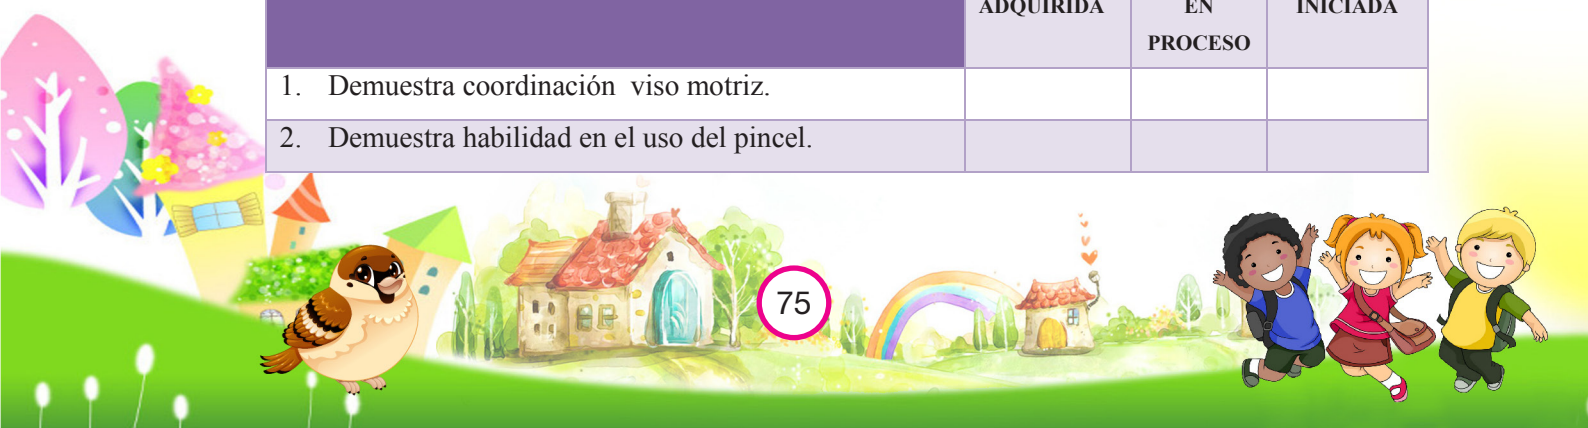 ADQUIRIDA EN INICIADA
PROCESO
1. Demuestra coordinación viso motriz.
2. Demuestra habilidad en el uso del pincel.
75